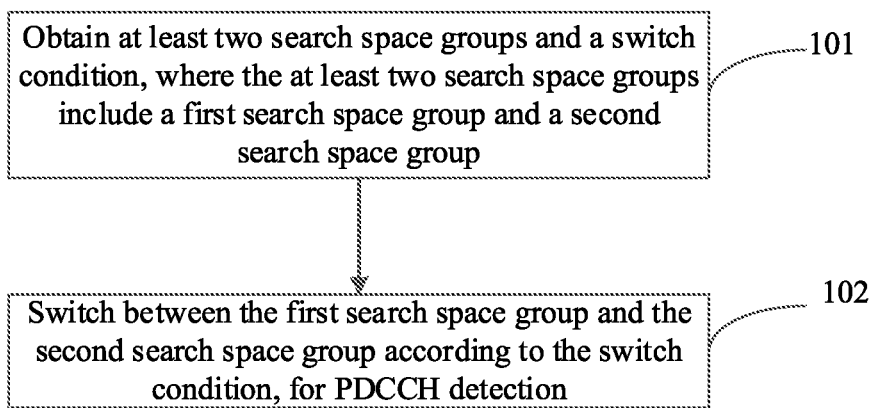 Obtain at least two search space groups and a switch
condition, where the at least two search space groups
include a first search space group and a second
search space group
101
Switch between the first search space group and the
second search space group according to the switch
condition, for PDCCH detection
102